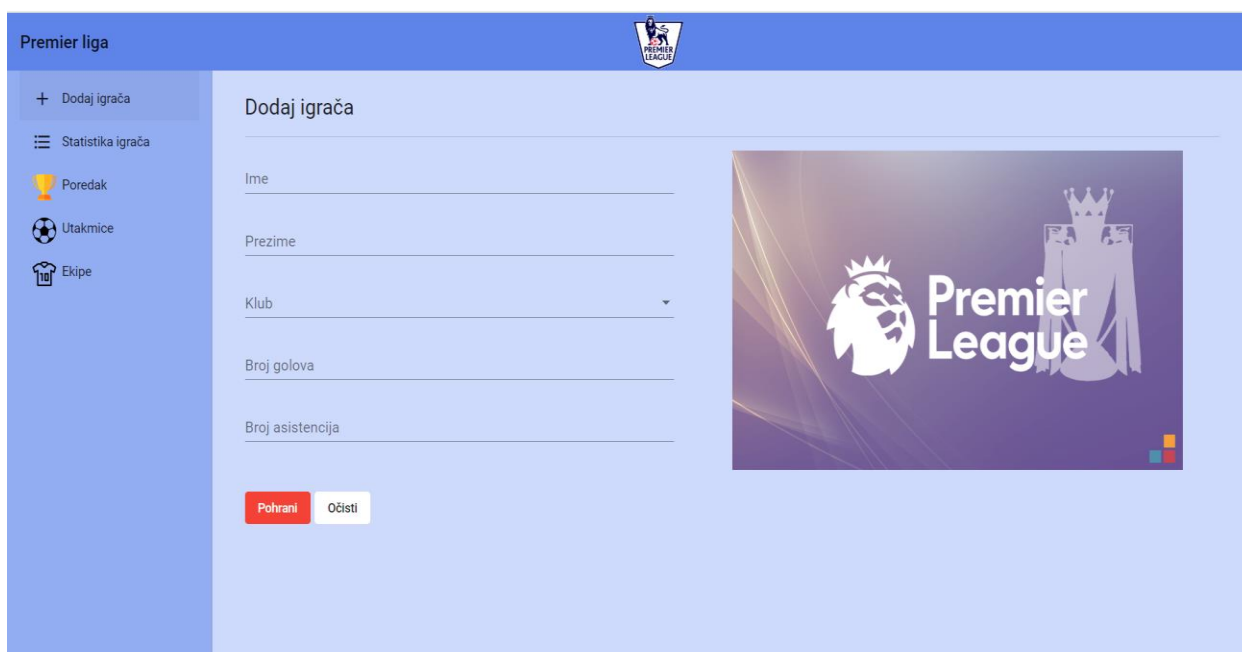 Premier liga
PREMIER
LEAGUE
Dodaj igrača
Statistika igrača
Poredak
Utakmice
10
Ekipe
Dodaj igrača
Ime
Prezime
Klub
Broj golova
Broj asistencija
Pohrani
Očisti
Premier
League